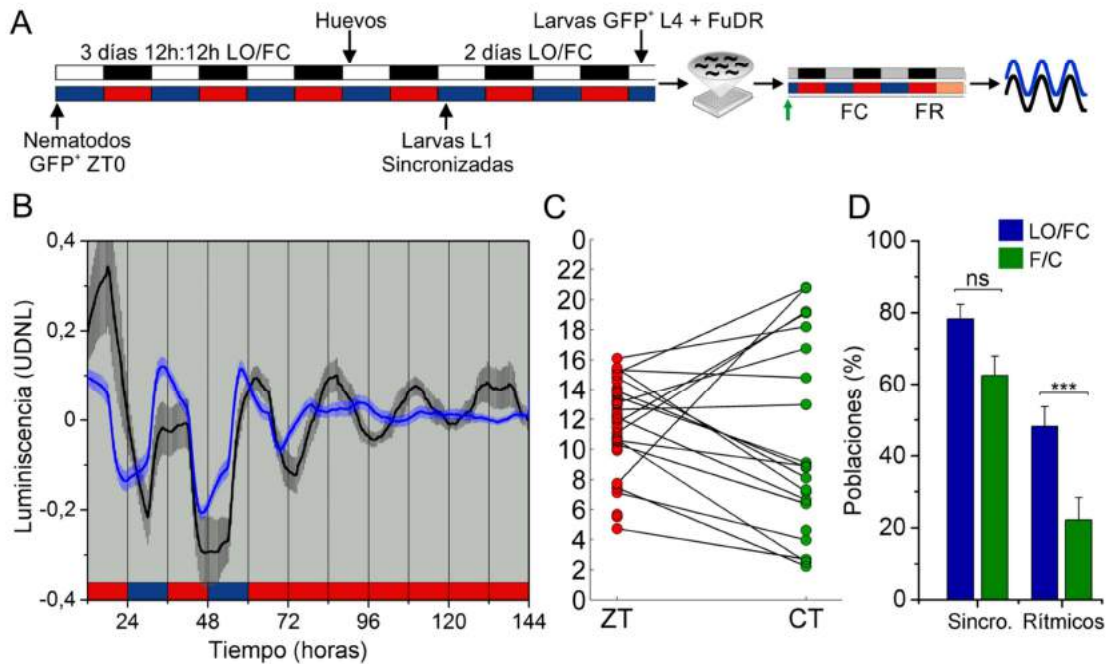 A
Huevos
Larvas GFP⁺ L4 + FuDR
3 días 12h:12h LO/FC
2 días LO/FC
FC
FR
Nematodos
GFP⁺ ZT0
Larvas L1
Sincronizadas
B
Luminiscencia (UDNL)
0,4
0,2
0
-0,2
-0,4
24
48
72
96
120
144
Tiempo (horas)
C
0
22
20
18
16
14
12
10
8
6
4
2
0
ZT
CT
D
LO/FC
F/C
Poblaciones (%)
100
80
60
40
20
0
ns
***
Sincro.
Rítmicos